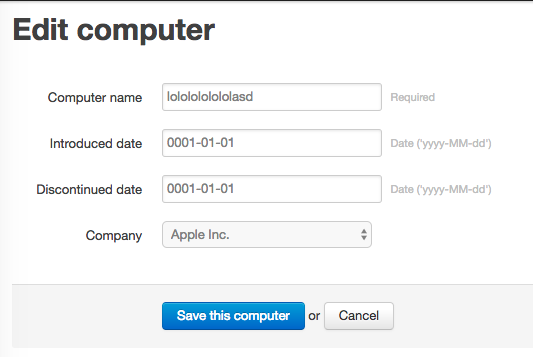 Edit computer
Computer name lololololololasd Required
Introduced date 0001-01-01 Date ('yyyy-MM-dd')
Discontinued date 0001-01-01 Date ('yyyy-MM-dd')
Company Apple Inc.
Save this computer or Cancel